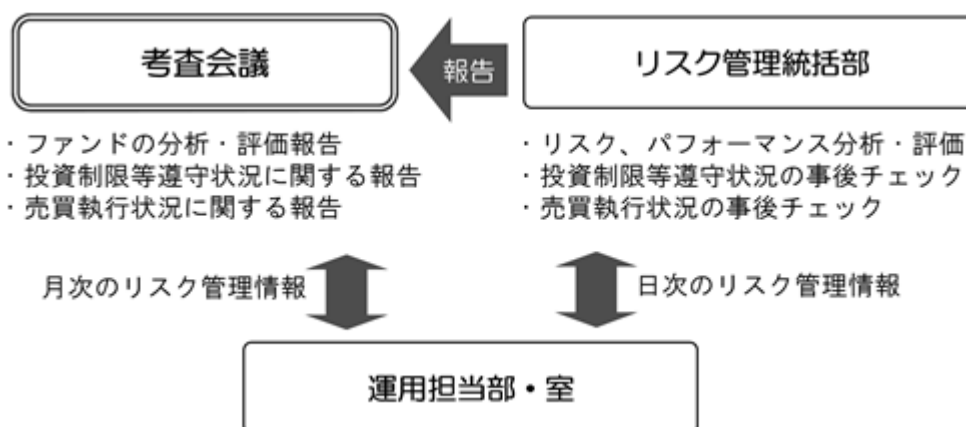 考査会議
報告
リスク管理統括部
・ファンドの分析・評価報告
・投資制限等遵守状況に関する報告
・売買執行状況に関する報告
・リスク、パフォーマンス分析・評価
・投資制限等遵守状況の事後チェック
・売買執行状況の事後チェック
月次のリスク管理情報
日次のリスク管理情報
運用担当部・室